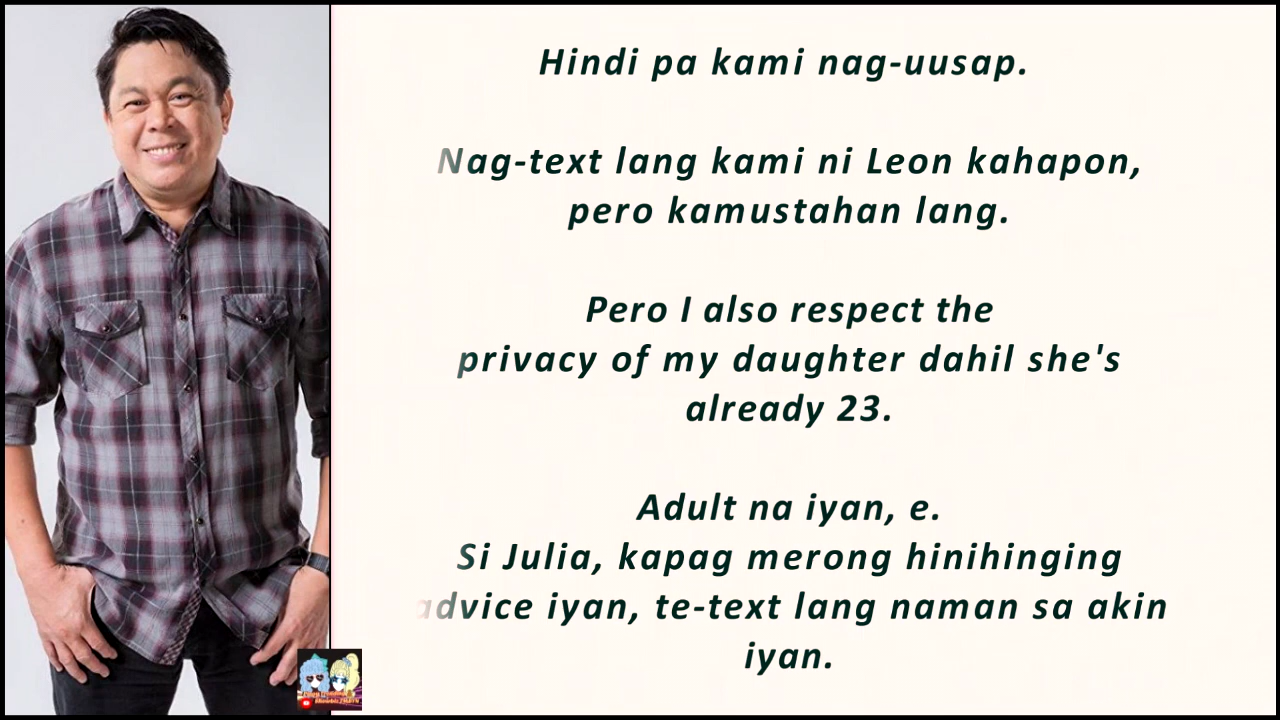 Hindi pa kami nag-uusap.
Nag-text lang kami ni Leon kahapon,
pero kamustahan lang.
Pero I also respect the
privacy of my daughter dahil she's
already 23.
Adult na iyan, e.
Si Julia, kapag merong hinihinging
advice iyan, te-text lang naman sa akin
iyan.